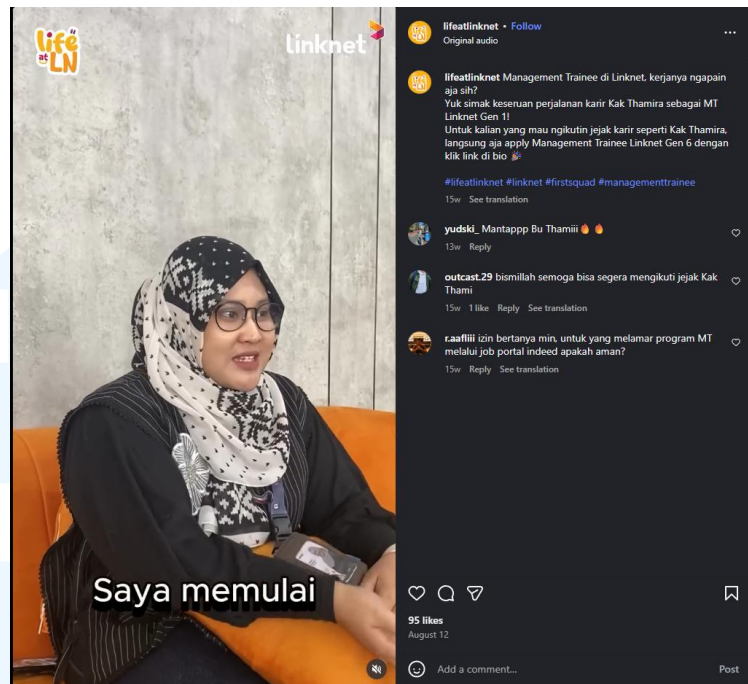 life
at LN
linknet
Saya memulai
lifeatlinknet • Follow
Original audio
lifeatlinknet Management Trainee di Linknet, kerjanya ngapain
aja sih?
Yuk simak keseruan perjalanan karir Kak Thamira sebagai MT
Linknet Gen 1!
Untuk kalian yang mau ngikutin jejak karir seperti Kak Thamira,
langsung aja apply Management Trainee Linknet Gen 6 dengan
klik link di bio 🎉
#lifeatlinknet #linknet #firstsquad #managementtrainee
15w See translation
yudski_ Mantappp Bu Thamiii🔥 🔥
13w Reply
outcast.29 bismillah semoga bisa segera mengikuti jejak Kak
Thami
15w 1 like Reply See translation
r.aafliii izin bertanya min, untuk yang melamar program MT
melalui job portal indeed apakah aman?
15w Reply See translation
95 likes
August 12
Add a comment... Post